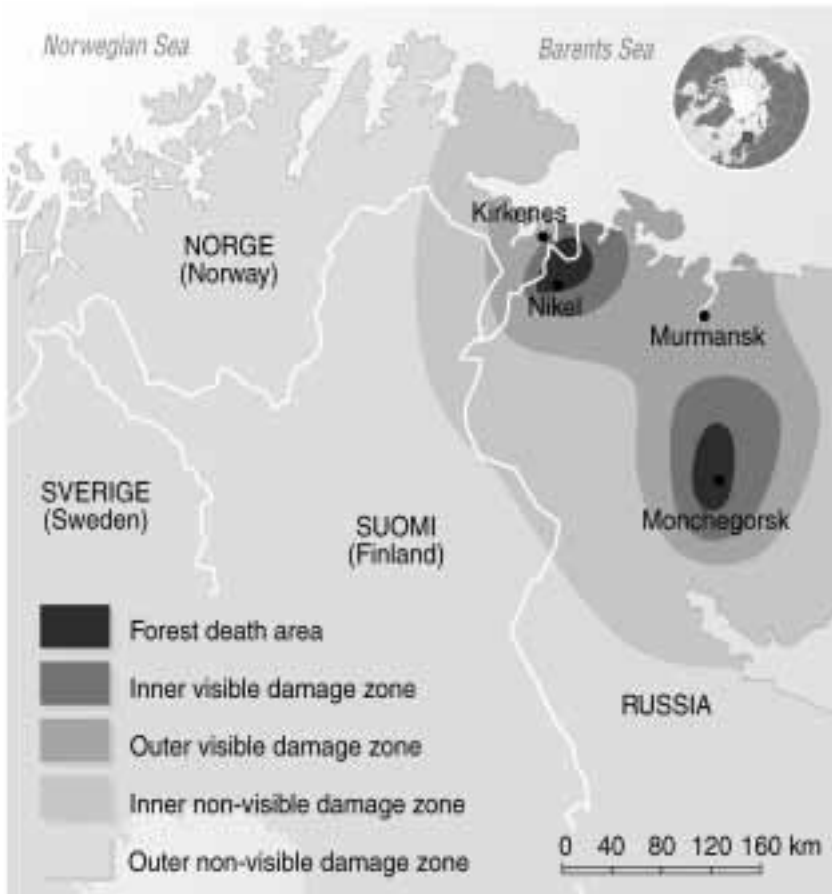 Norwegian Sea
Barents Sea
Kirkenes
NORGE
(Norway)
Nikel
Murmansk
SVERIGE
(Sweden)
SUOMI
(Finland)
Moncnegorsk
Forest death area
Inner visible damage zone
RUSSIA
Outer visible damage zone
Inner non-visible damage zone
Outer non-visible damage zone
0 40 80 120 160 km